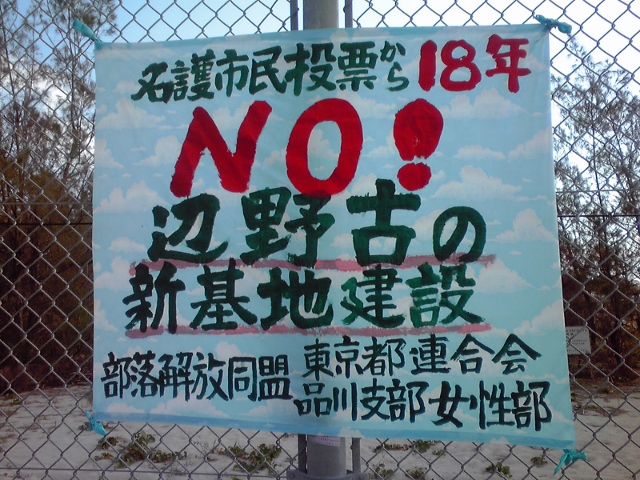 名護市民投票から18年
NO!
辺野古の
新基地建設
部落解放同盟 東京都連合会
品川支部 女性部